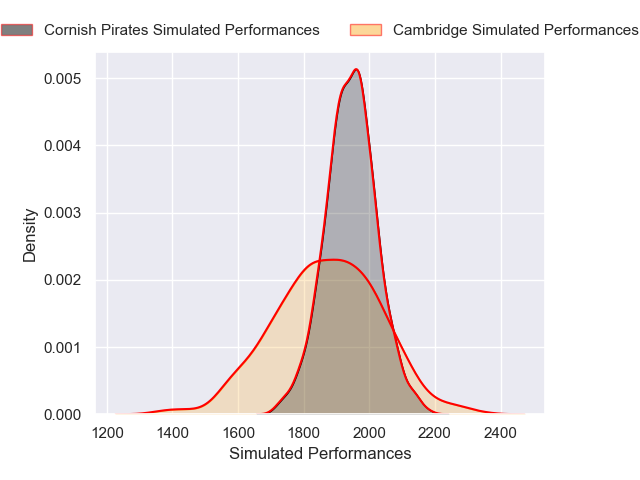 Cornish Pirates Simulated Performances
Cambridge Simulated Performances
0.005
0.004
0.003
0.002
0.001
0.000
Density
1200 1400 1600 1800 2000 2200 2400
Simulated Performances